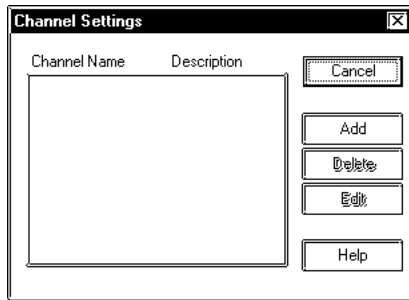 Channel Settings
Channel Name Description
Cancel
Add
Delete
Edit
Help